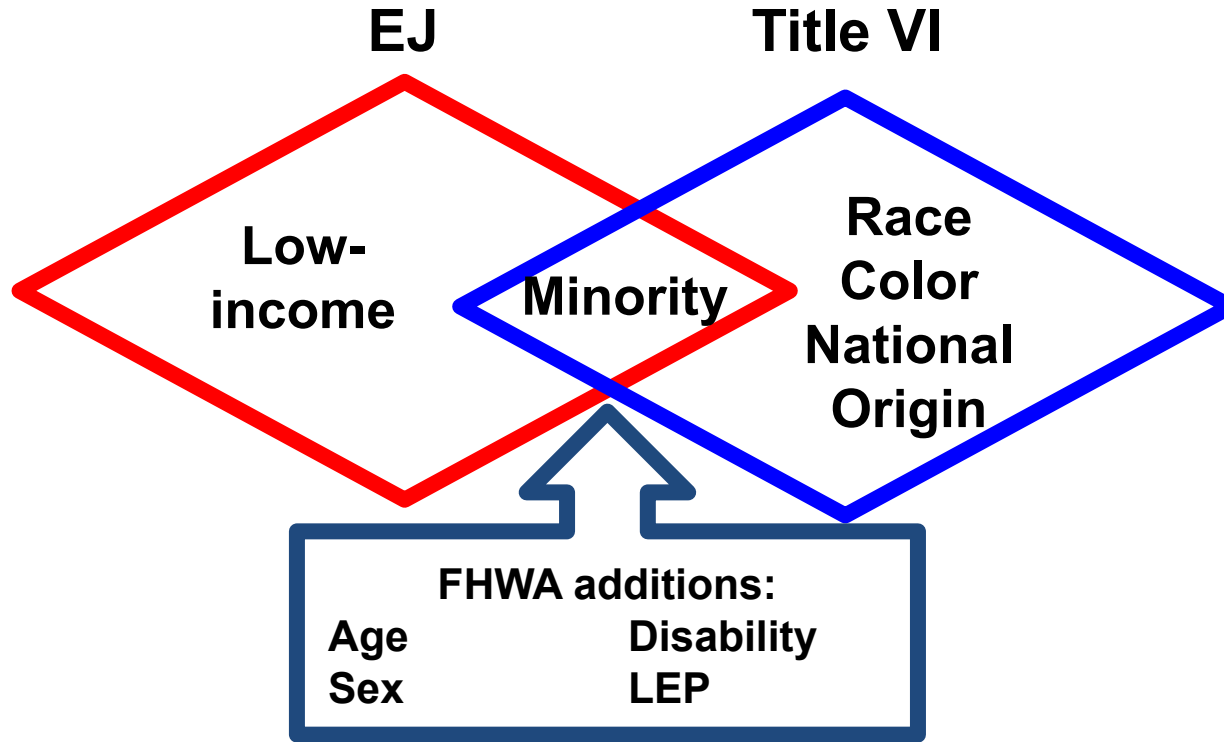 EJ
Title VI
Low-
income
Minority
Race
Color
National
Origin
FHWA additions:
Age Disability
Sex LEP